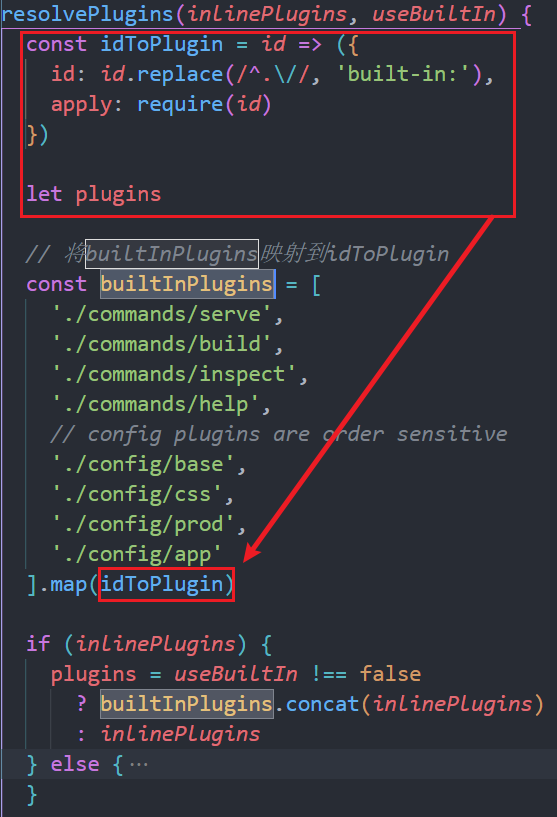 resolvePlugins(inlinePlugins, useBuiltIn) {
const idToPlugin = id => ({
id: id.replace(/^.\//, 'built-in:'),
apply: require(id)
})
let plugins
// 将builtInPlugins映射到idToPlugin
const builtInPlugins = [
'./commands/serve',
'./commands/build',
'./commands/inspect',
'./commands/help',
// config plugins are order sensitive
'./config/base',
'./config/css',
'./config/prod',
'./config/app'
].map(idToPlugin)
if (inlinePlugins) {
plugins = useBuiltIn !== false
? builtInPlugins.concat(inlinePlugins)
: inlinePlugins
} else {⋯
}